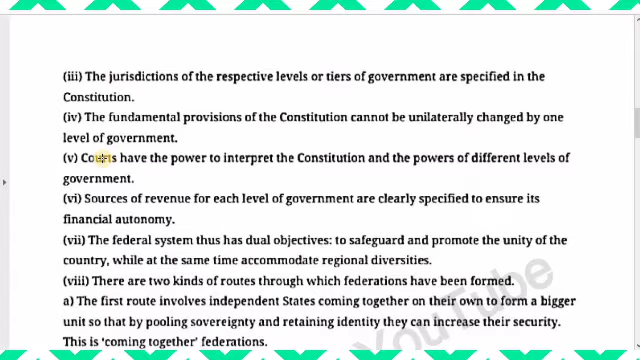 (iii) The jurisdictions of the respective levels or tiers of government are specified in the
Constitution.
(iv) The fundamental provisions of the Constitution cannot be unilaterally changed by one
level of government.
(v) Courts have the power to interpret the Constitution and the powers of different levels of
government.
(vi) Sources of revenue for each level of government are clearly specified to ensure its
financial autonomy.
(vii) The federal system thus has dual objectives: to safeguard and promote the unity of the
country, while at the same time accommodate regional diversities.
(viii) There are two kinds of routes through which federations have been formed.
a) The first route involves independent States coming together on their own to form a bigger
unit so that by pooling sovereignty and retaining identity they can increase their security.
This is ‘coming together’ federations.
YouTube